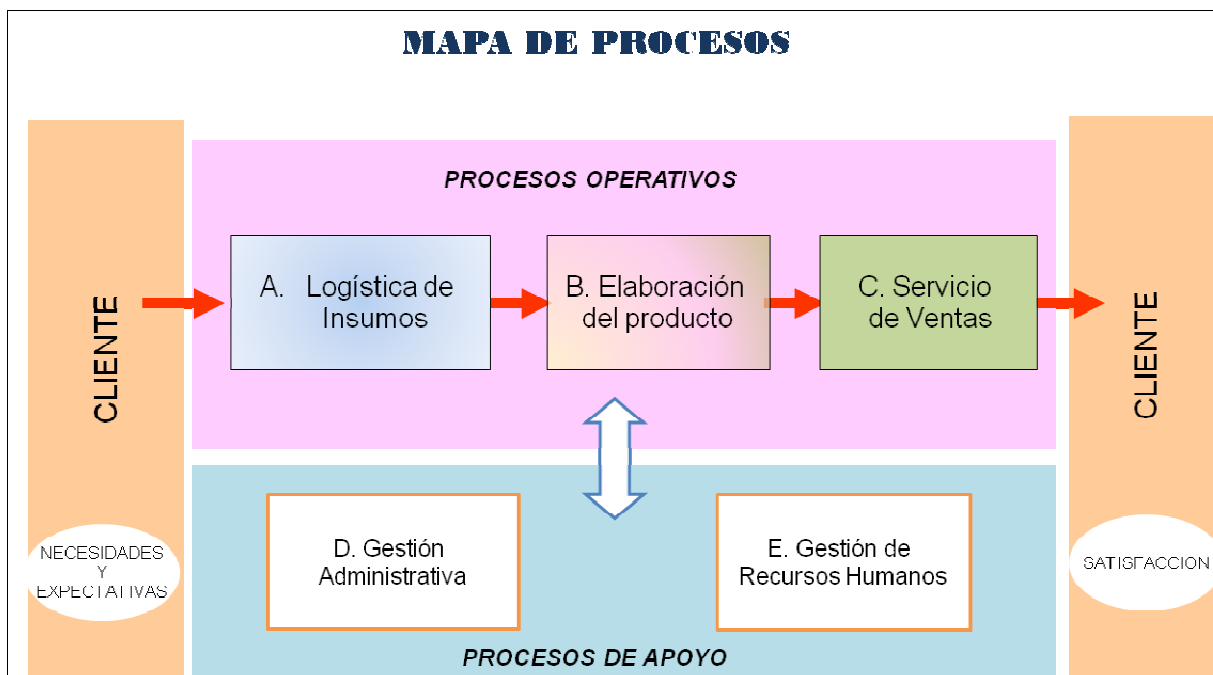 MAPA DE PROCESOS
PROCESOS OPERATIVOS
CLIENTE
A. Logística de
Insumos
B. Elaboración
del producto
C. Servicio
de Ventas
CLIENTE
NECESIDADES
Y
EXPECTATIVAS
D. Gestión
Administrativa
E. Gestión de
Recursos Humanos
SATISFACCION
PROCESOS DE APOYO